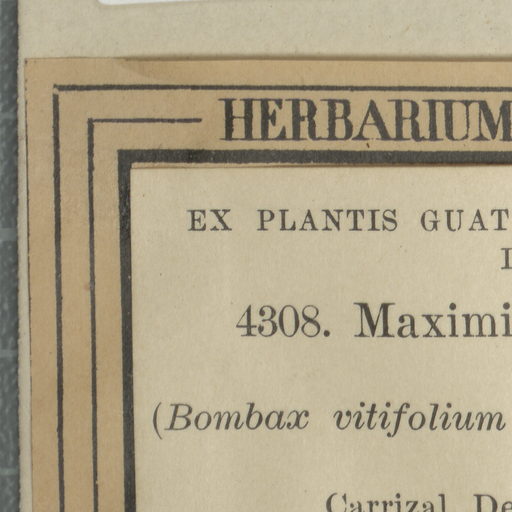 HERBARIUM
EX PLANTIS GUAT
4308. Maximi
(Bombax vitifolium
Carrizal, De